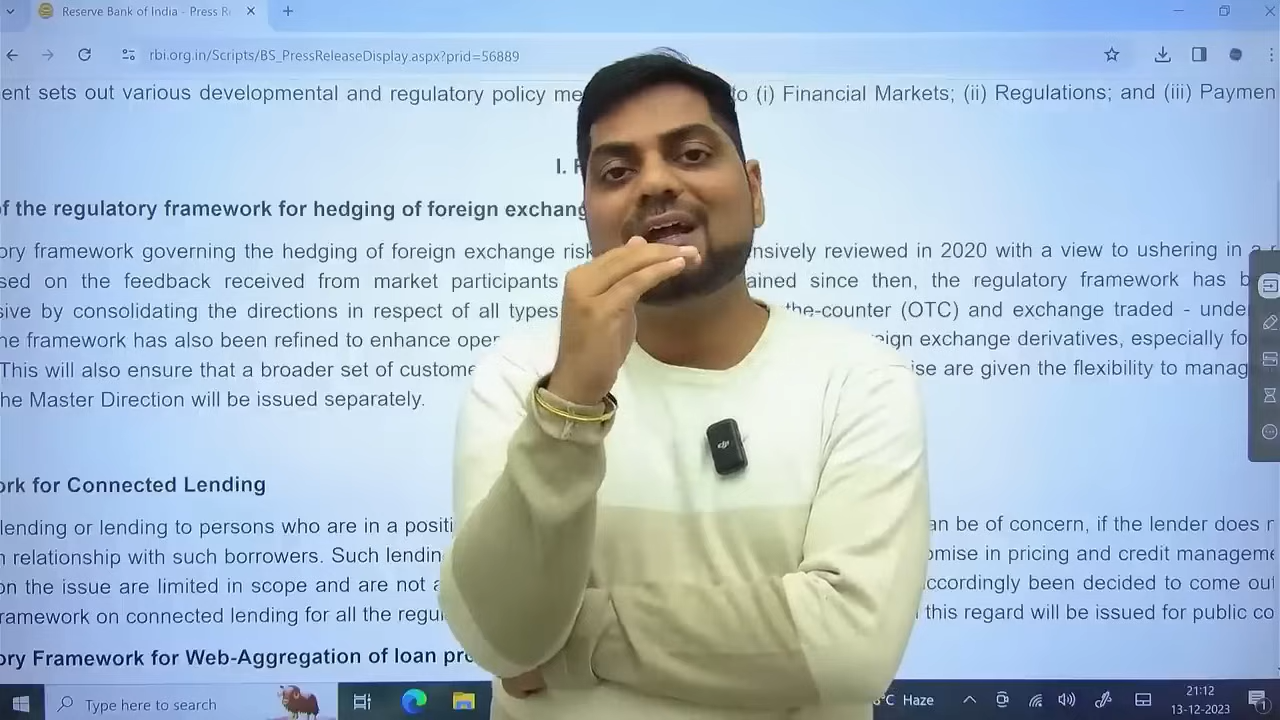 Reserve Bank of India - Press R
rbi.org.in/Scripts/BS_PressReleaseDisplay.aspx?prid=56889
ent sets out various developmental and regulatory policy me to (i) Financial Markets; (ii) Regulations; and (iii) Paymen
I. F
of the regulatory framework for hedging of foreign exchang
ory framework governing the hedging of foreign exchange risk ensively reviewed in 2020 with a view to ushering in a
sed on the feedback received from market participants ained since then, the regulatory framework has b
sive by consolidating the directions in respect of all types the-counter (OTC) and exchange traded - unde
he framework has also been refined to enhance oper eign exchange derivatives, especially fo
This will also ensure that a broader set of custome ise are given the flexibility to manag
he Master Direction will be issued separately.
ork for Connected Lending
lending or lending to persons who are in a positi an be of concern, if the lender does n
n relationship with such borrowers. Such lendin omise in pricing and credit manageme
on the issue are limited in scope and are not a ccordingly been decided to come out
ramework on connected lending for all the regu this regard will be issued for public co
ory Framework for Web-Aggregation of loan pro
Type here to search
°C Haze
21:12
13-12-2023
dji